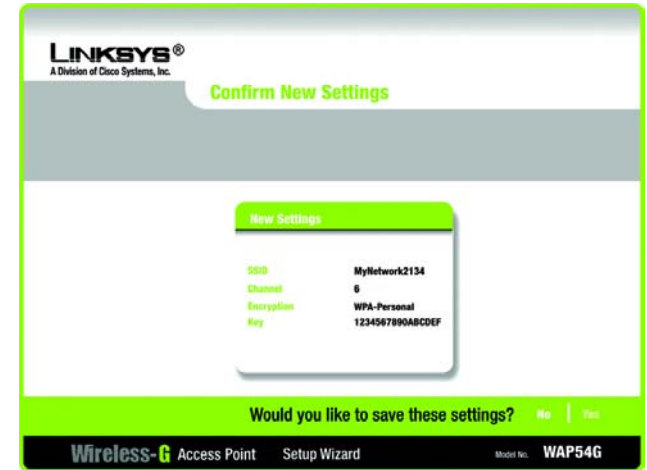 LINKSYS®
A Division of Cisco Systems, Inc.
Confirm New Settings
New Settings
SSID MyNetwork2134
Channel 6
Encryption WPA-Personal
Key 1234567890ABCDEF
Would you like to save these settings? No Yes
Wireless-G Access Point Setup Wizard Model No. WAP54G